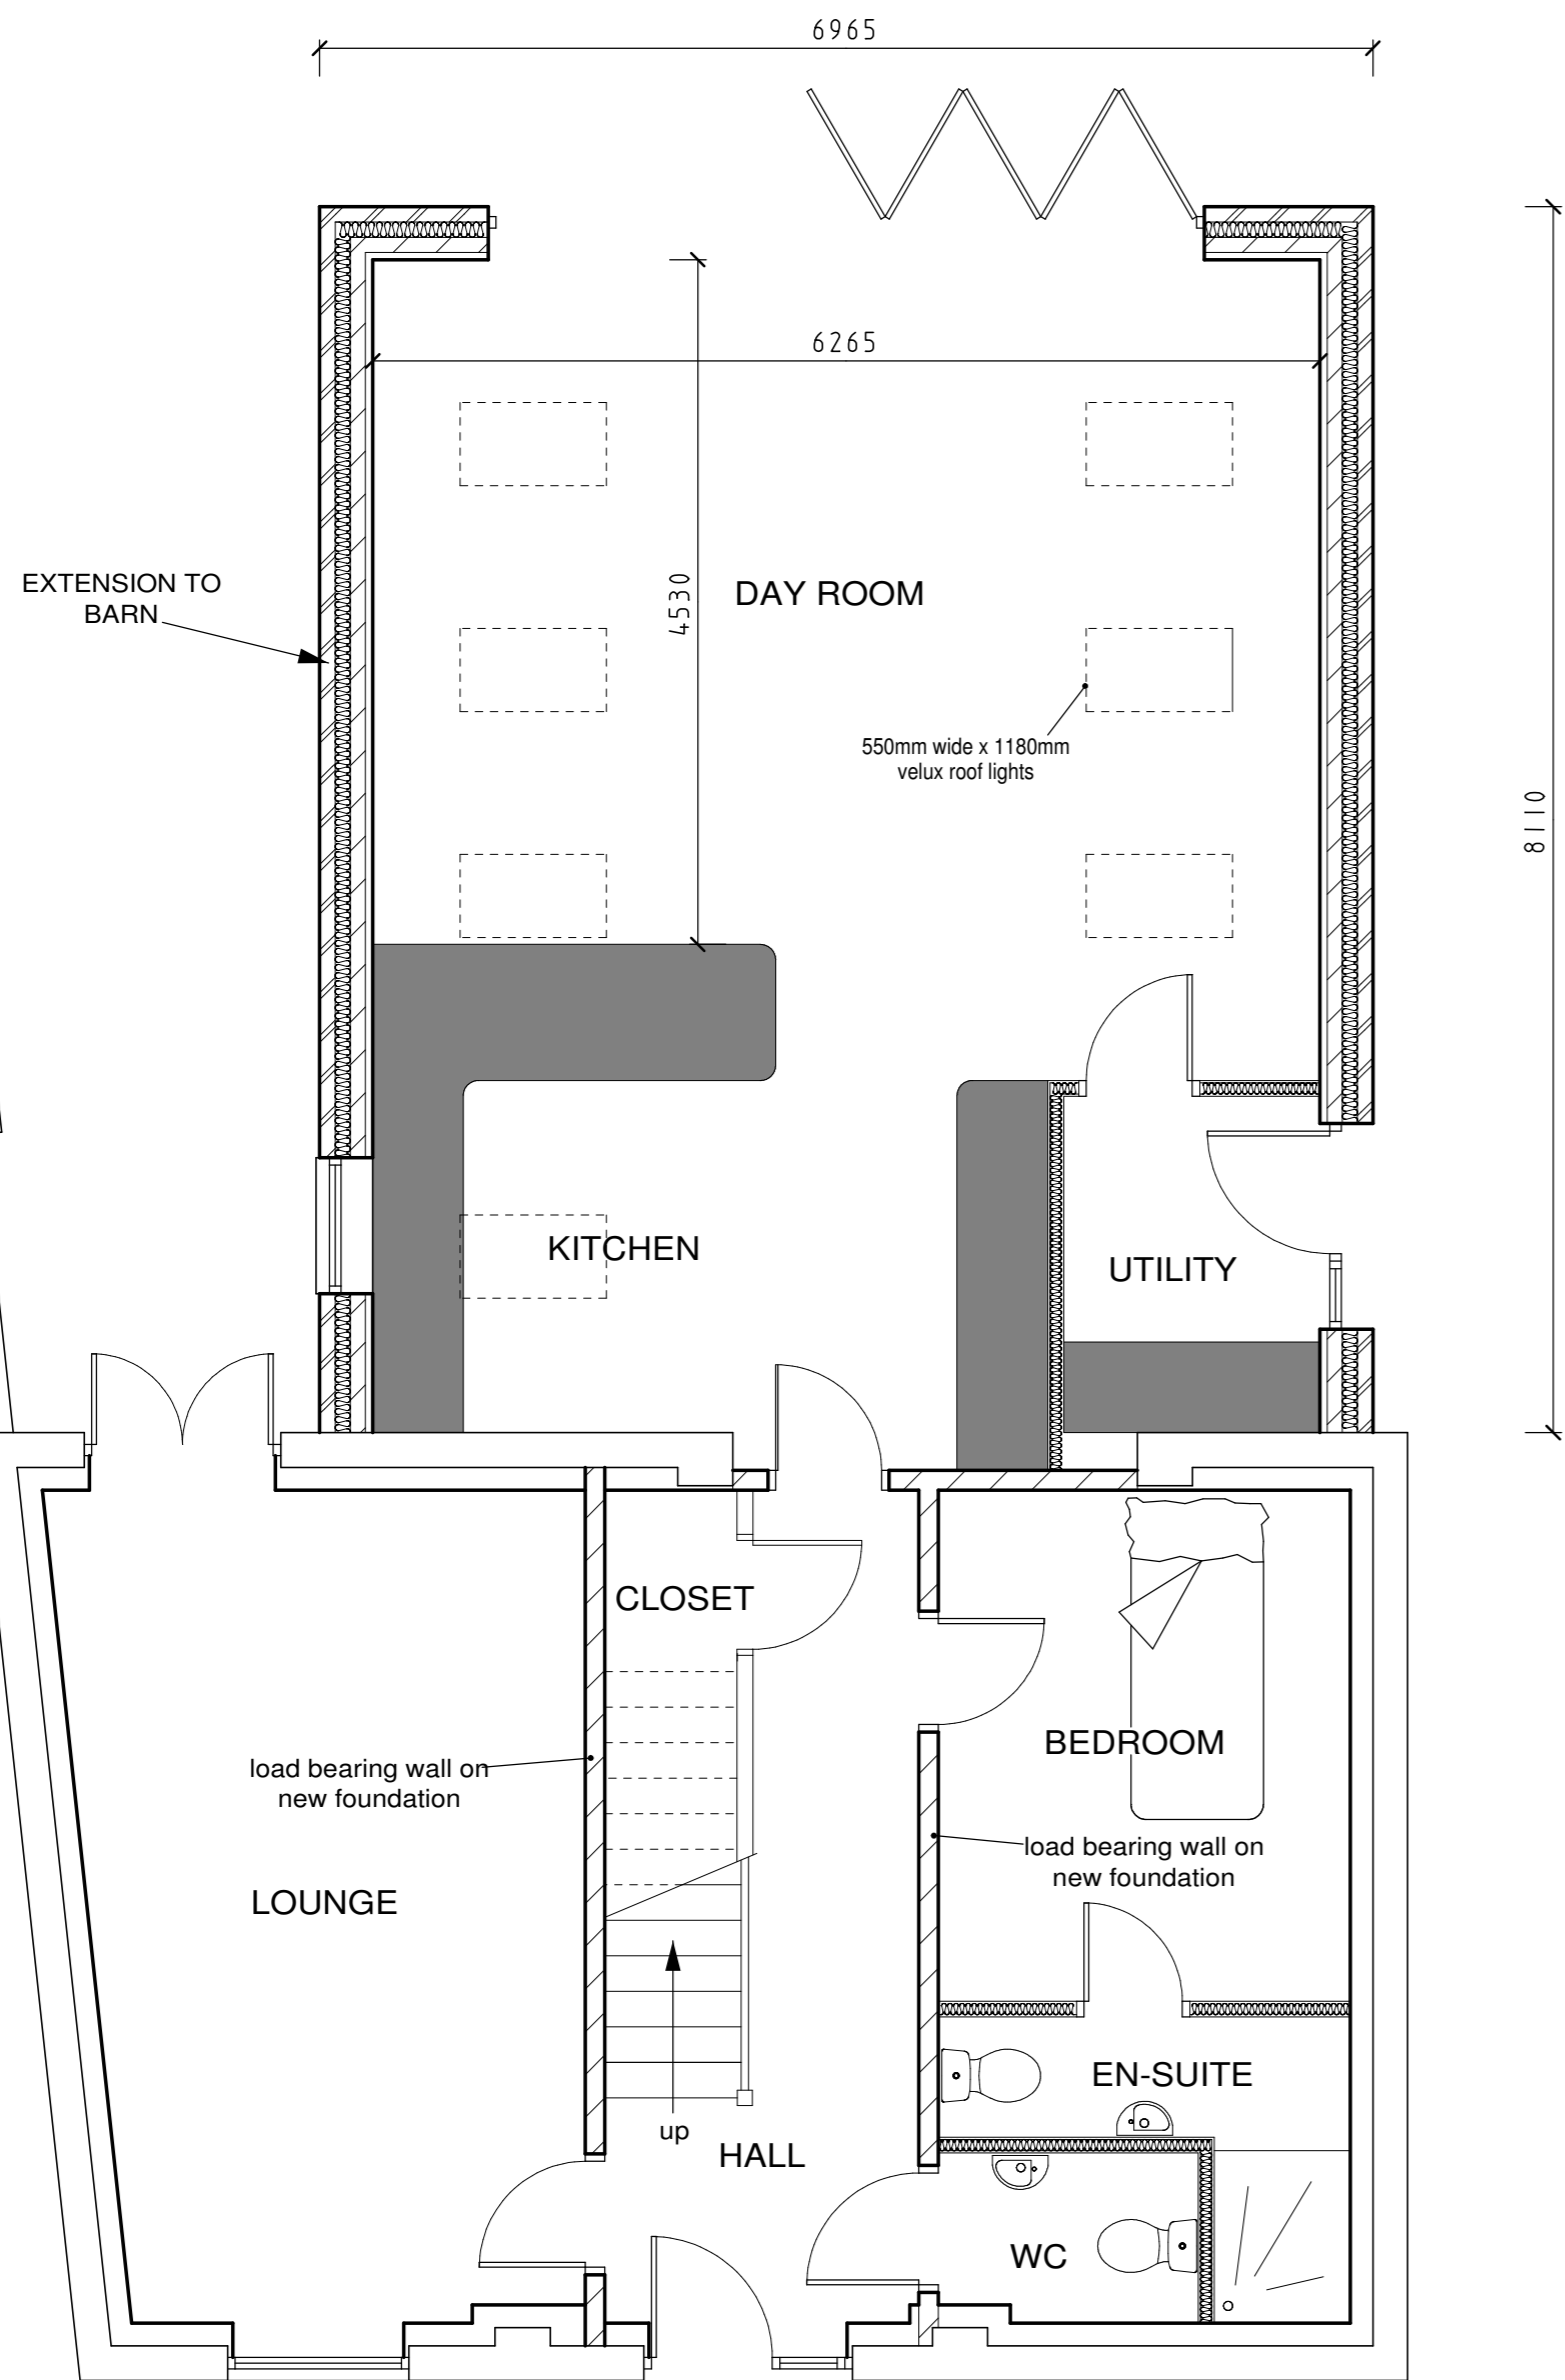 6965
6265
EXTENSION TO
BARN
4530
DAY ROOM
550mm wide x 1180mm
velux roof lights
8110
KITCHEN
UTILITY
CLOSET
BEDROOM
load bearing wall on
new foundation
load bearing wall on
new foundation
LOUNGE
EN-SUITE
up
HALL
WC